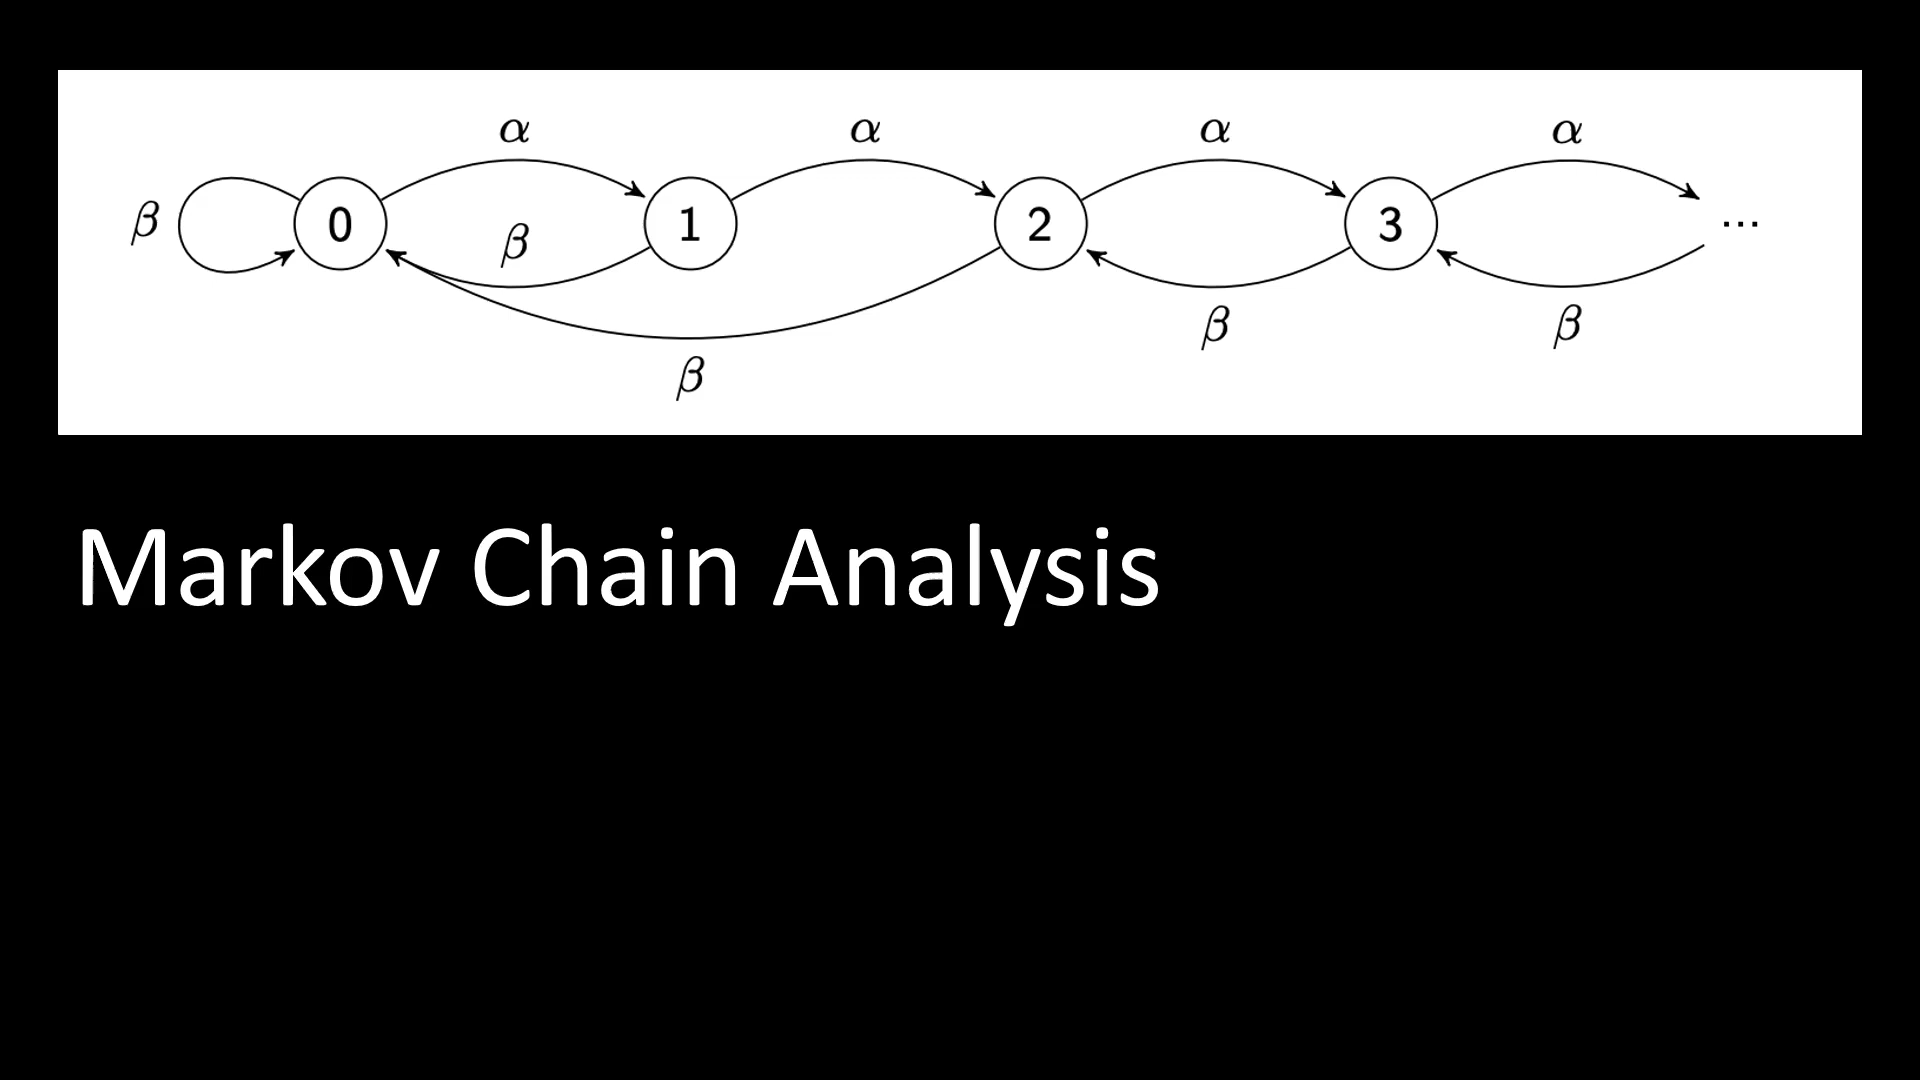 α α α α
β 0 β 1 2 3 ...
β β β
Markov Chain Analysis